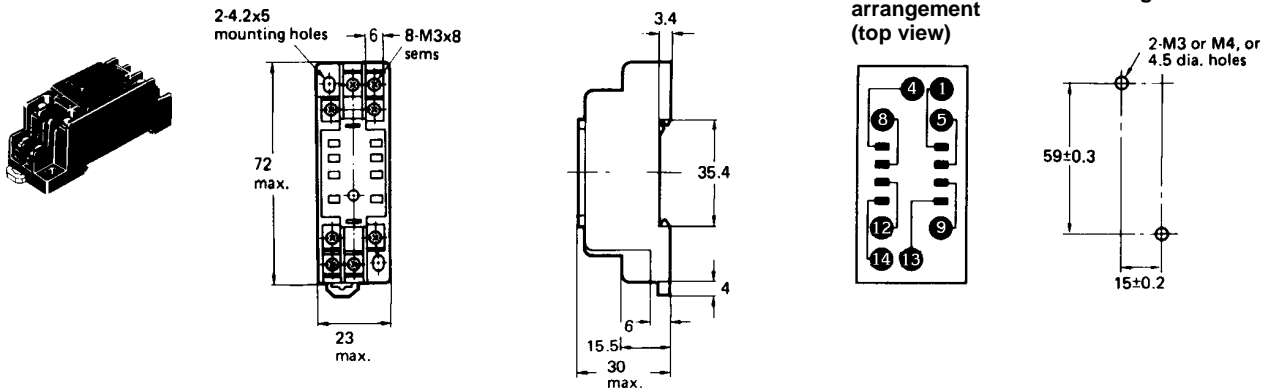 2-4.2x5
mounting holes
6
8-M3x8
sems
72
max.
23
max.
3.4
35.4
4
6
15.5
30
max.
arrangement
(top view)
4
1
8
5
12
9
14
13
2-M3 or M4, or
4.5 dia. holes
59±0.3
15±0.2